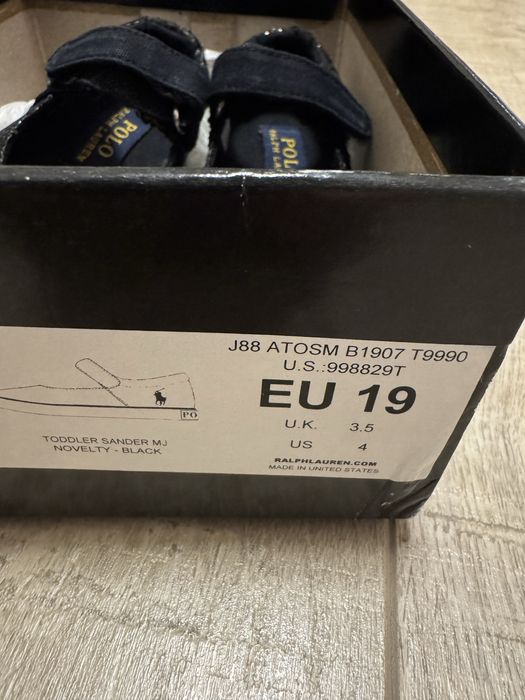 POLO
RALPH LAUREN
POLO
RALPH LA
J88 ATOSM B1907 T9990
U.S.:998829T
EU 19
U.K. 3.5
US 4
RALPHLAUREN.COM
MADE IN UNITED STATES
PO
TODDLER SANDER MJ
NOVELTY - BLACK